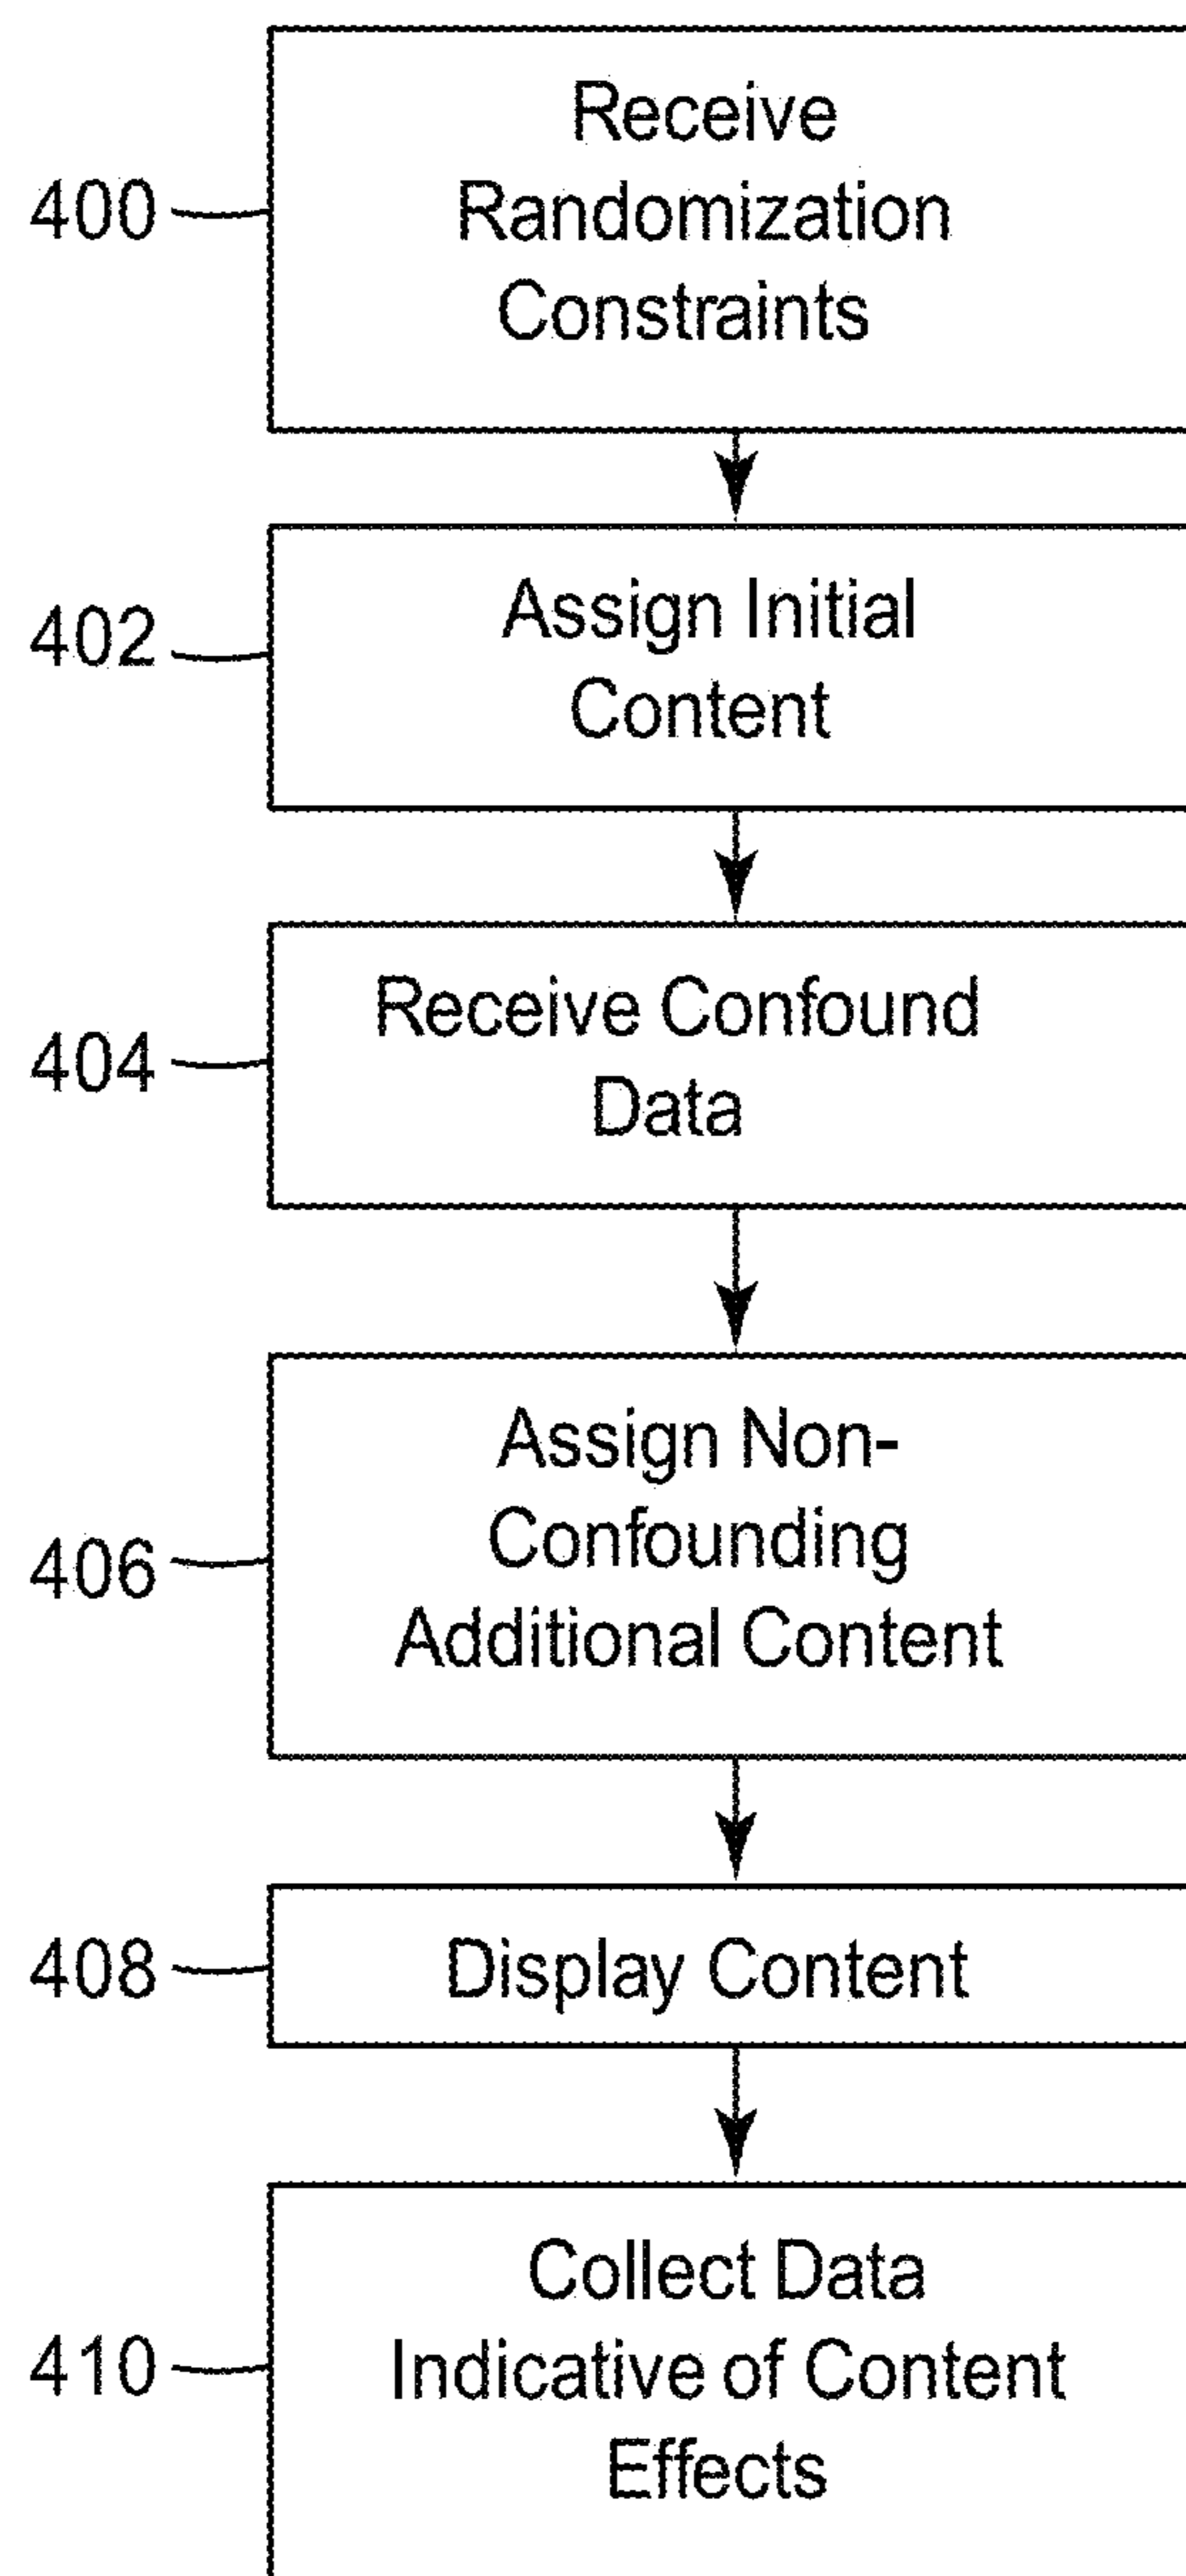 Receive
400 Randomization
Constraints
402 Assign Initial
Content
404 Receive Confound
Data
Assign Non-
406 Confounding
Additional Content
408 Display Content
Collect Data
410 Indicative of Content
Effects